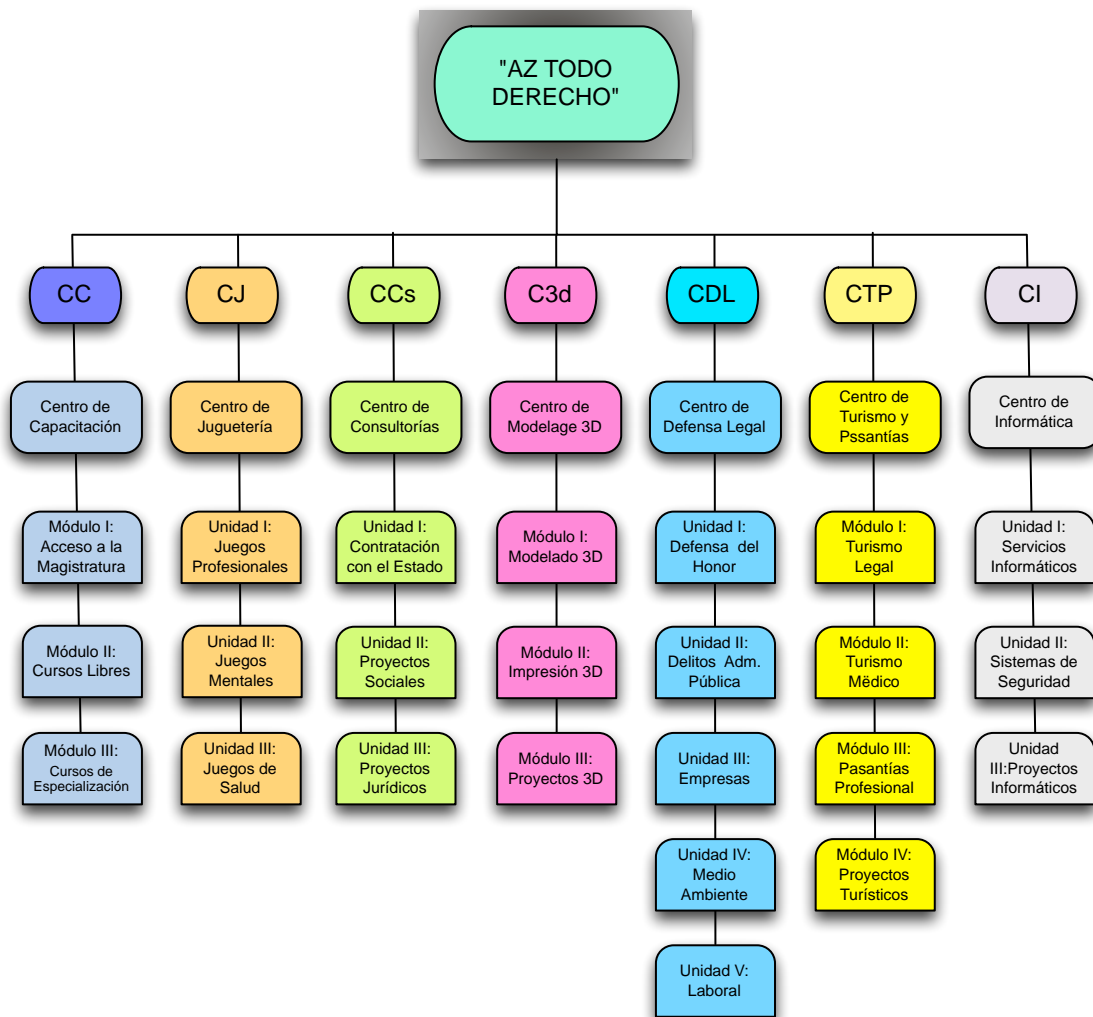 "AZ TODO
DERECHO"
CC
CJ
CCs
C3d
CDL
CTP
CI
Centro de
Capacitación
Centro de
Juguetería
Centro de
Consultorías
Centro de
Modelage 3D
Centro de
Defensa Legal
Centro de
Turismo y
Pssantías
Centro de
Informática
Módulo I:
Acceso a la
Magistratura
Unidad I:
Juegos
Profesionales
Unidad I:
Contratación
con el Estado
Módulo I:
Modelado 3D
Unidad I:
Defensa del
Honor
Módulo I:
Turismo
Legal
Unidad I:
Servicios
Informáticos
Módulo II:
Cursos Libres
Unidad II:
Juegos
Mentales
Unidad II:
Proyectos
Sociales
Módulo II:
Impresión 3D
Unidad II:
Delitos Adm.
Pública
Módulo II:
Turismo
Mëdico
Unidad II:
Sistemas de
Seguridad
Módulo III:
Cursos de
Especialización
Unidad III:
Juegos de
Salud
Unidad III:
Proyectos
Jurídicos
Módulo III:
Proyectos 3D
Unidad III:
Empresas
Módulo III:
Pasantías
Profesional
Unidad
III:Proyectos
Informáticos
Unidad IV:
Medio
Ambiente
Módulo IV:
Proyectos
Turísticos
Unidad V:
Laboral